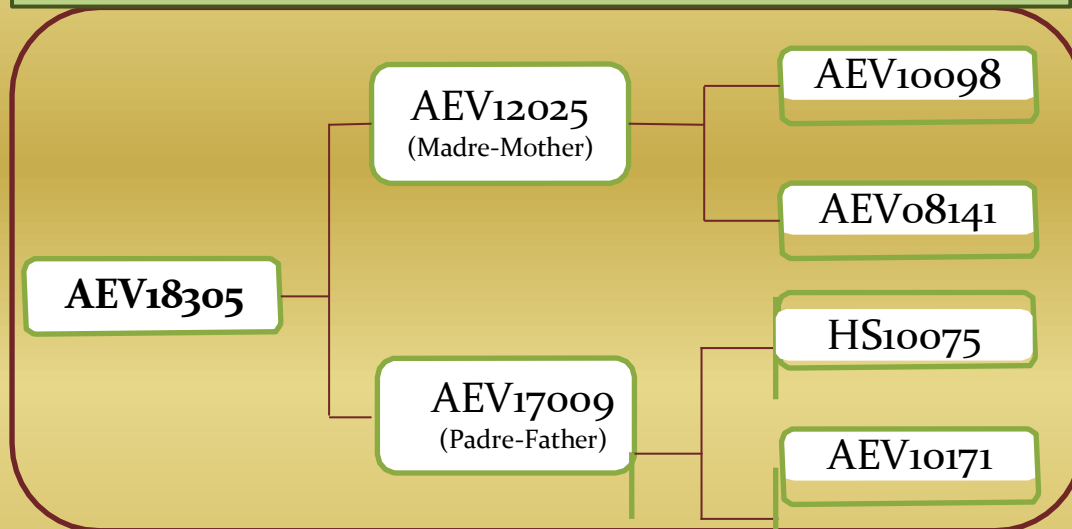 AEV10098
AEV12025
(Madre-Mother)
AEV08141
AEV18305
HS10075
AEV17009
(Padre-Father)
AEV10171